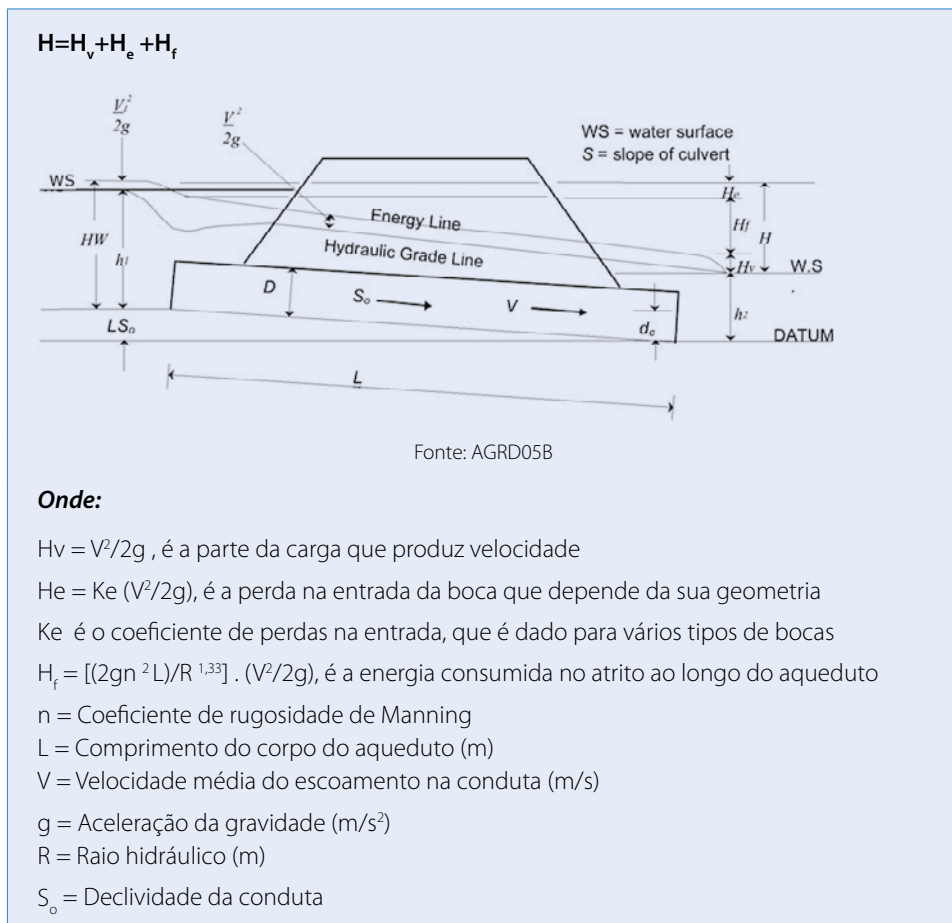 H=Hv+He +Hf
V1²
2g
V²
2g
WS = water surface
S = slope of culvert
WS
He
Energy Line
Hf
H
HW
h1
Hydraulic Grade Line
Hv
W.S
D
So
V
h2
LSo
dc
DATUM
L
Fonte: AGRD05B
Onde:
Hv = V²/2g , é a parte da carga que produz velocidade
He = Ke (V²/2g), é a perda na entrada da boca que depende da sua geometria
Ke é o coeficiente de perdas na entrada, que é dado para vários tipos de bocas
Hf = [(2gn ² L)/R ¹,³³] . (V²/2g), é a energia consumida no atrito ao longo do aqueduto
n = Coeficiente de rugosidade de Manning
L = Comprimento do corpo do aqueduto (m)
V = Velocidade média do escoamento na conduta (m/s)
g = Aceleração da gravidade (m/s²)
R = Raio hidráulico (m)
So = Declividade da conduta